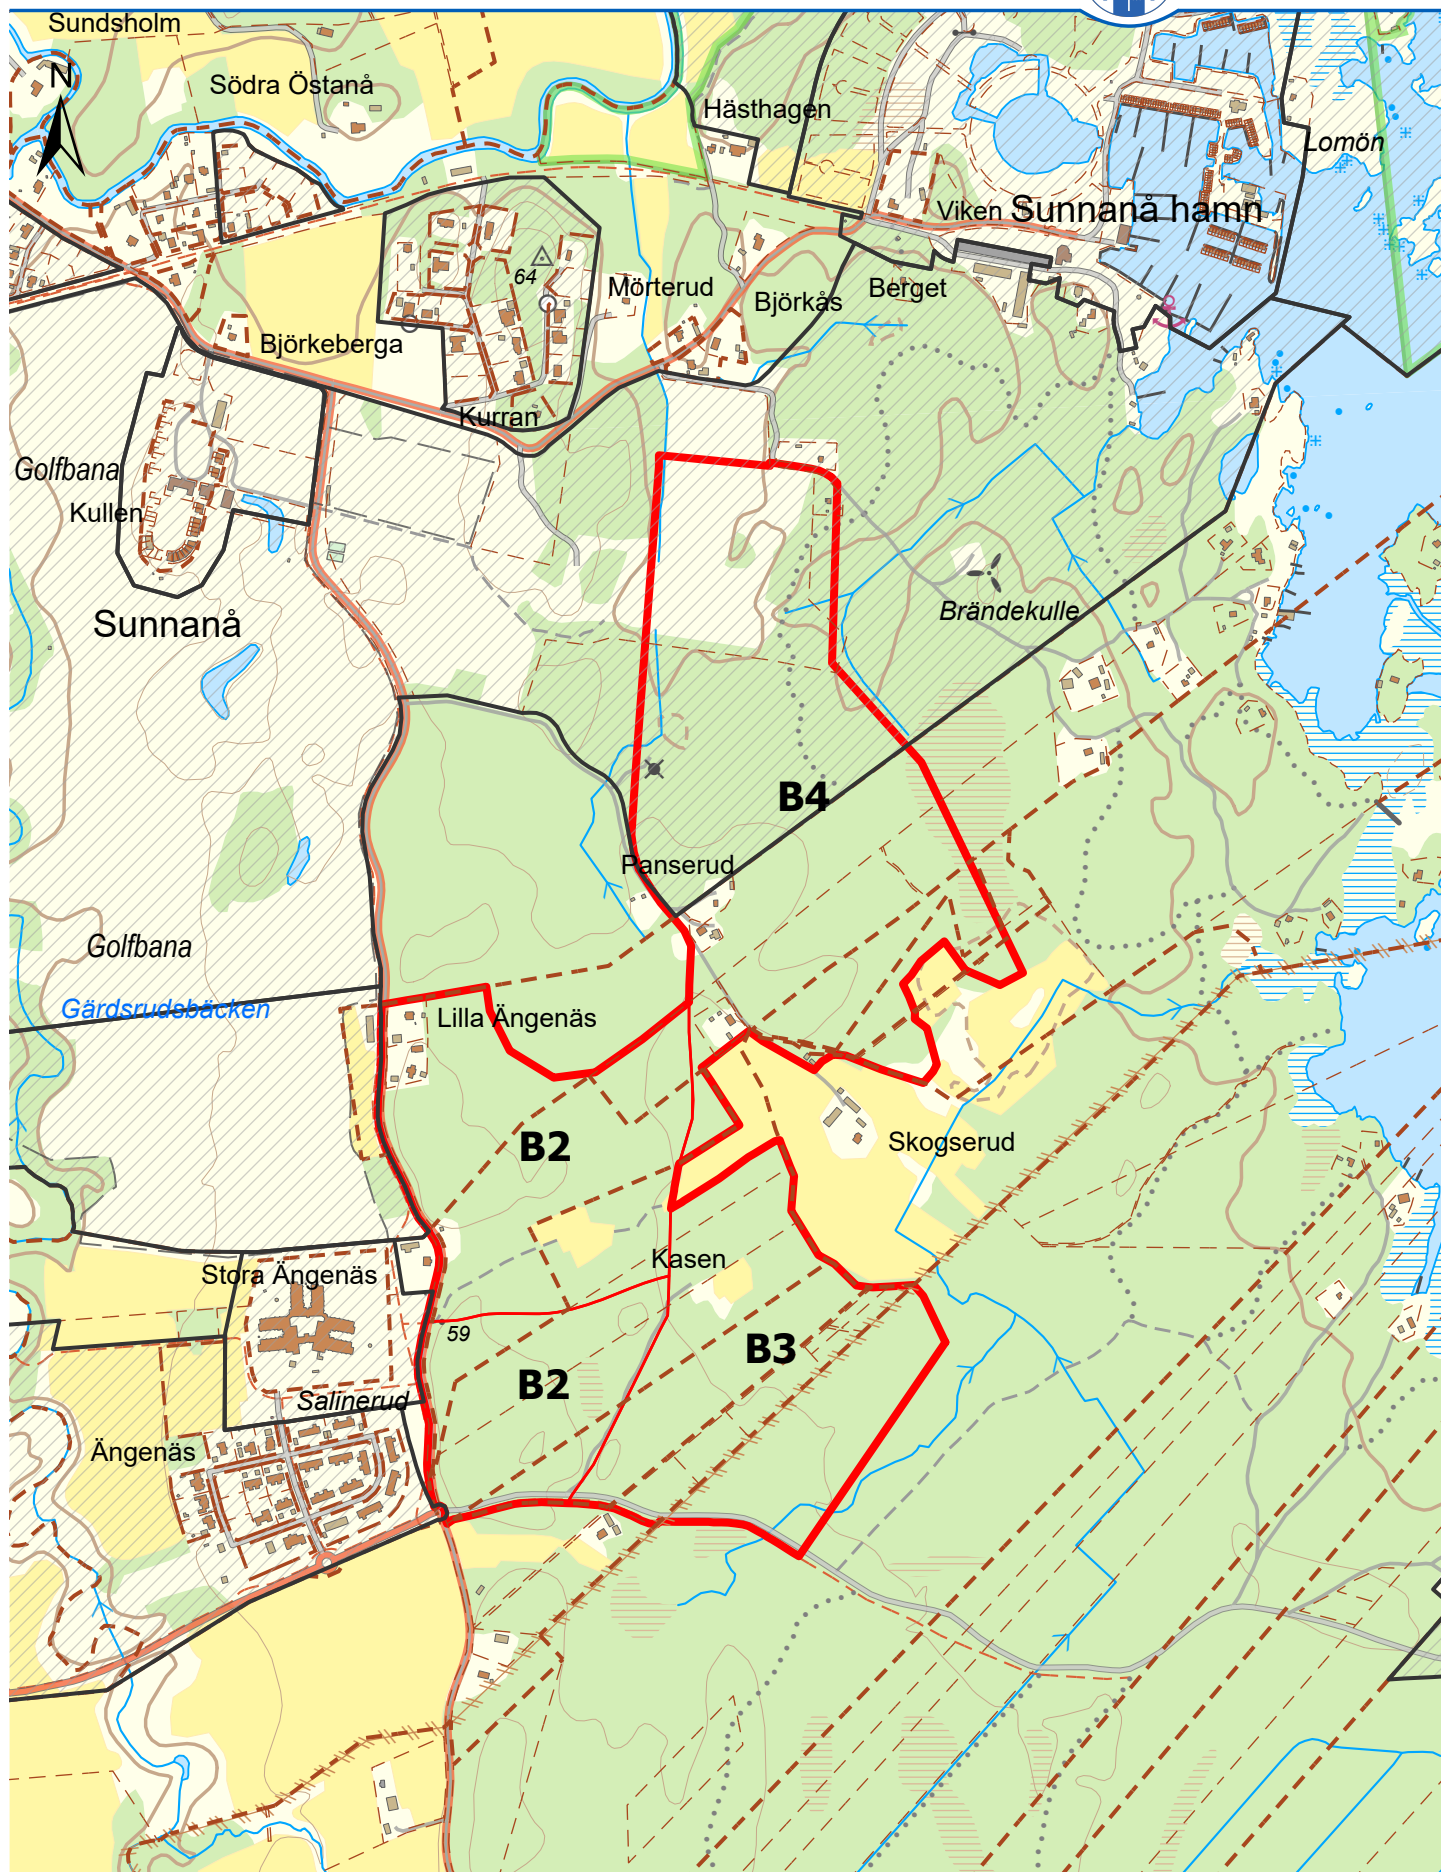 Sundsholm
N
Södra Östanå
Hästhagen
Lomön
Viken
Sunnanå hamn
64
Mörterud
Björkås
Berget
Björkeberga
Kurran
Golfbana
Kullen
Sunnanå
Brändekulle
B4
Panserud
Golfbana
Gärdsrudsbäcken
Lilla Ängenäs
B2
Skogserud
Kasen
Stora Ängenäs
59
B3
B2
Salinerud
Ängenäs